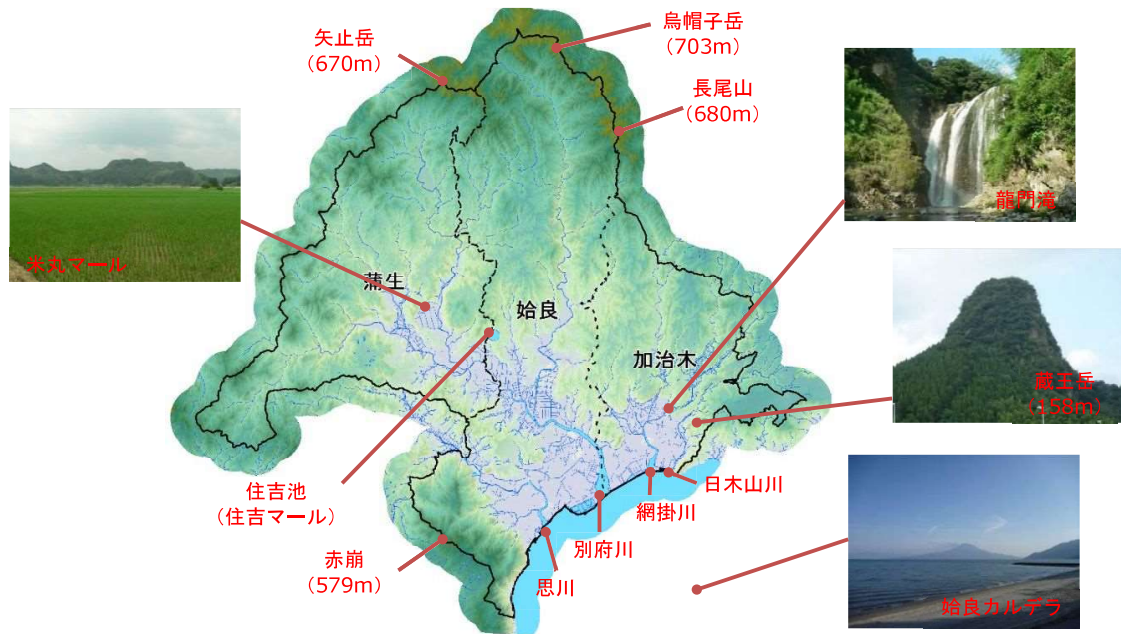 烏帽子岳
(703m)
矢止岳
(670m)
長尾山
(680m)
龍門滝
米丸マール
蒲生
姶良
加治木
蔵王岳
(158m)
住吉池
(住吉マール)
日木山川
網掛川
別府川
思川
赤崩
(579m)
姶良カルデラ